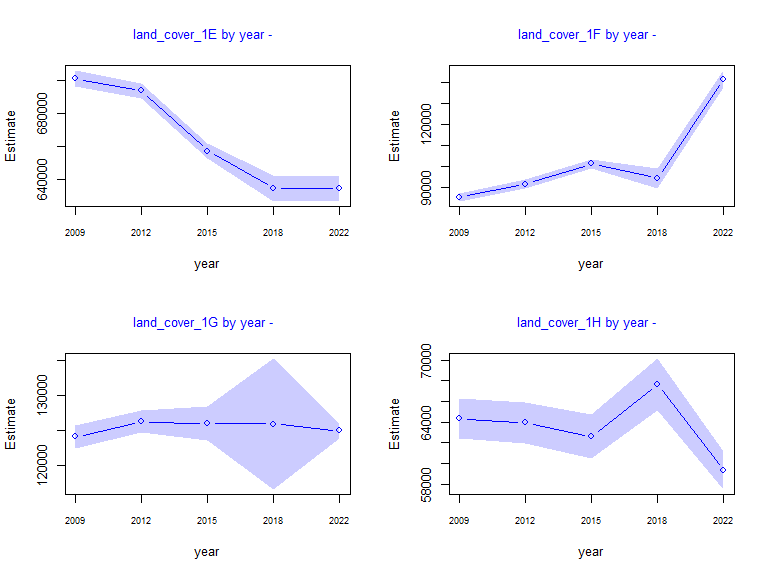 land_cover_1E by year -
Estimate
680000
640000
2009 2012 2015 2018 2022
year
land_cover_1F by year -
Estimate
120000
90000
2009 2012 2015 2018 2022
year
land_cover_1G by year -
Estimate
130000
120000
2009 2012 2015 2018 2022
year
land_cover_1H by year -
Estimate
70000
64000
58000
2009 2012 2015 2018 2022
year